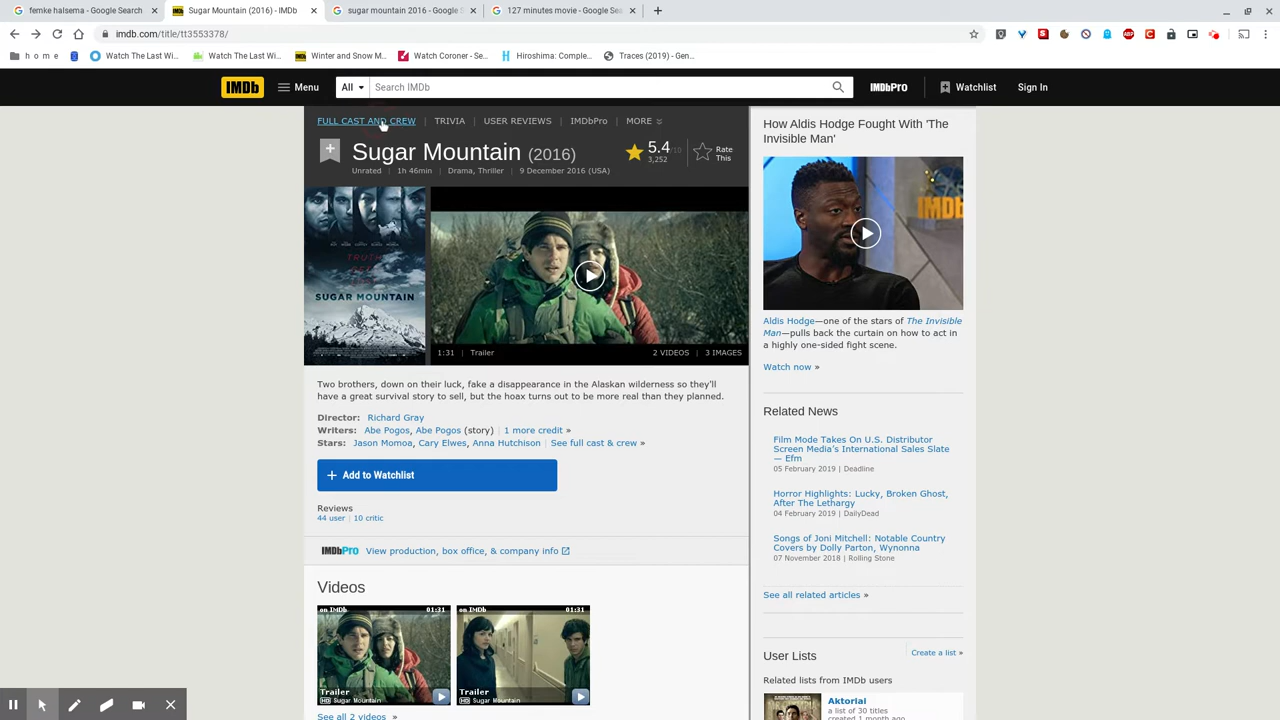 femke halsema - Google Search
Sugar Mountain (2016) - IMDb
sugar mountain 2016 - Google S
127 minutes movie - Google Sea
imdb.com/title/tt3553378/
h o m e
Watch The Last Wi...
Watch The Last Wi...
Winter and Snow M...
Watch Coroner - Se...
Hiroshima: Comple...
Traces (2019) - Gen...
IMDb
Menu
All
Search IMDb
IMDbPro
Watchlist
Sign In
FULL CAST AND CREW | TRIVIA | USER REVIEWS | IMDbPro | MORE
Sugar Mountain (2016)
5.4/10
3,252
Rate
This
Unrated | 1h 46min | Drama, Thriller | 9 December 2016 (USA)
SUGAR MOUNTAIN
1:31 | Trailer
2 VIDEOS | 3 IMAGES
Two brothers, down on their luck, fake a disappearance in the Alaskan wilderness so they'll
have a great survival story to sell, but the hoax turns out to be more real than they planned.
Director: Richard Gray
Writers: Abe Pogos, Abe Pogos (story) | 1 more credit »
Stars: Jason Momoa, Cary Elwes, Anna Hutchison | See full cast & crew »
+ Add to Watchlist
Reviews
44 user | 10 critic
IMDbPro View production, box office, & company info
Videos
on IMDb 01:31
Trailer
HD Sugar Mountain
on IMDb 01:31
Trailer
HD Sugar Mountain
See all 2 videos »
How Aldis Hodge Fought With 'The
Invisible Man'
IMDb
Aldis Hodge—one of the stars of The Invisible
Man—pulls back the curtain on how to act in
a highly one-sided fight scene.
Watch now »
Related News
Film Mode Takes On U.S. Distributor
Screen Media's International Sales Slate
— Efm
05 February 2019 | Deadline
Horror Highlights: Lucky, Broken Ghost,
After The Lethargy
04 February 2019 | DailyDead
Songs of Joni Mitchell: Notable Country
Covers by Dolly Parton, Wynonna
07 November 2018 | Rolling Stone
See all related articles »
User Lists
Create a list »
Related lists from IMDb users
Aktorial
a list of 30 titles
created 1 month ago